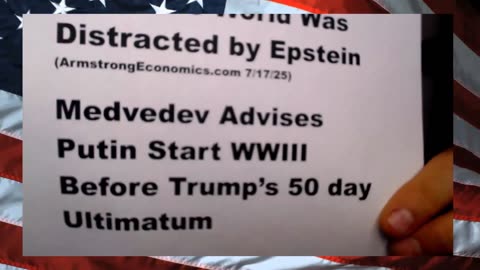 World Was
Distracted by Epstein
(ArmstrongEconomics.com 7/17/25)
Medvedev Advises
Putin Start WWIII
Before Trump's 50 day
Ultimatum